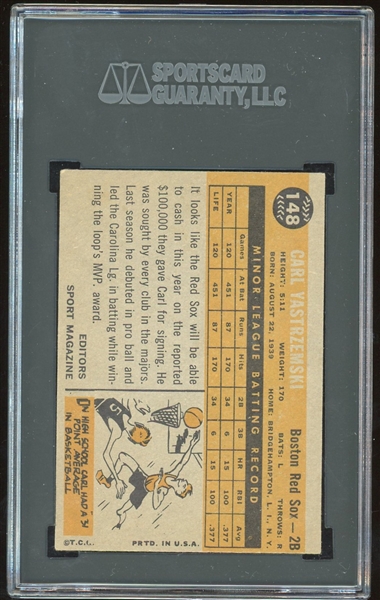 SPORTSCARD
GUARANTY, LLC
148
CARL YASTRZEMSKI
Boston Red Sox — 2B
HEIGHT: 5:11 WEIGHT: 170 BATS: L THROWS: R
BORN: AUGUST 22, 1939 HOME: BRIDGEHAMPTON, L. I., N. Y.
MINOR LEAGUE BATTING RECORD
Games At Bat Runs Hits 2B 3B HR RBI Avg
YEAR 120 451 87 170 34 6 15 100 .377
LIFE 120 451 87 170 34 6 15 100 .377
It looks like the Red Sox will be able
to cash in this year on the reported
$100,000 they gave Carl for signing. He
was sought by every club in the majors.
Last season he debuted in pro ball and
led the Carolina Lg. in batting while win-
ning the loop's MVP. award.
EDITORS
SPORT MAGAZINE
IN HIGH SCHOOL CARL HAD A 34
POINT AVERAGE
IN BASKETBALL
©T.C.G. PRTD. IN U.S.A.